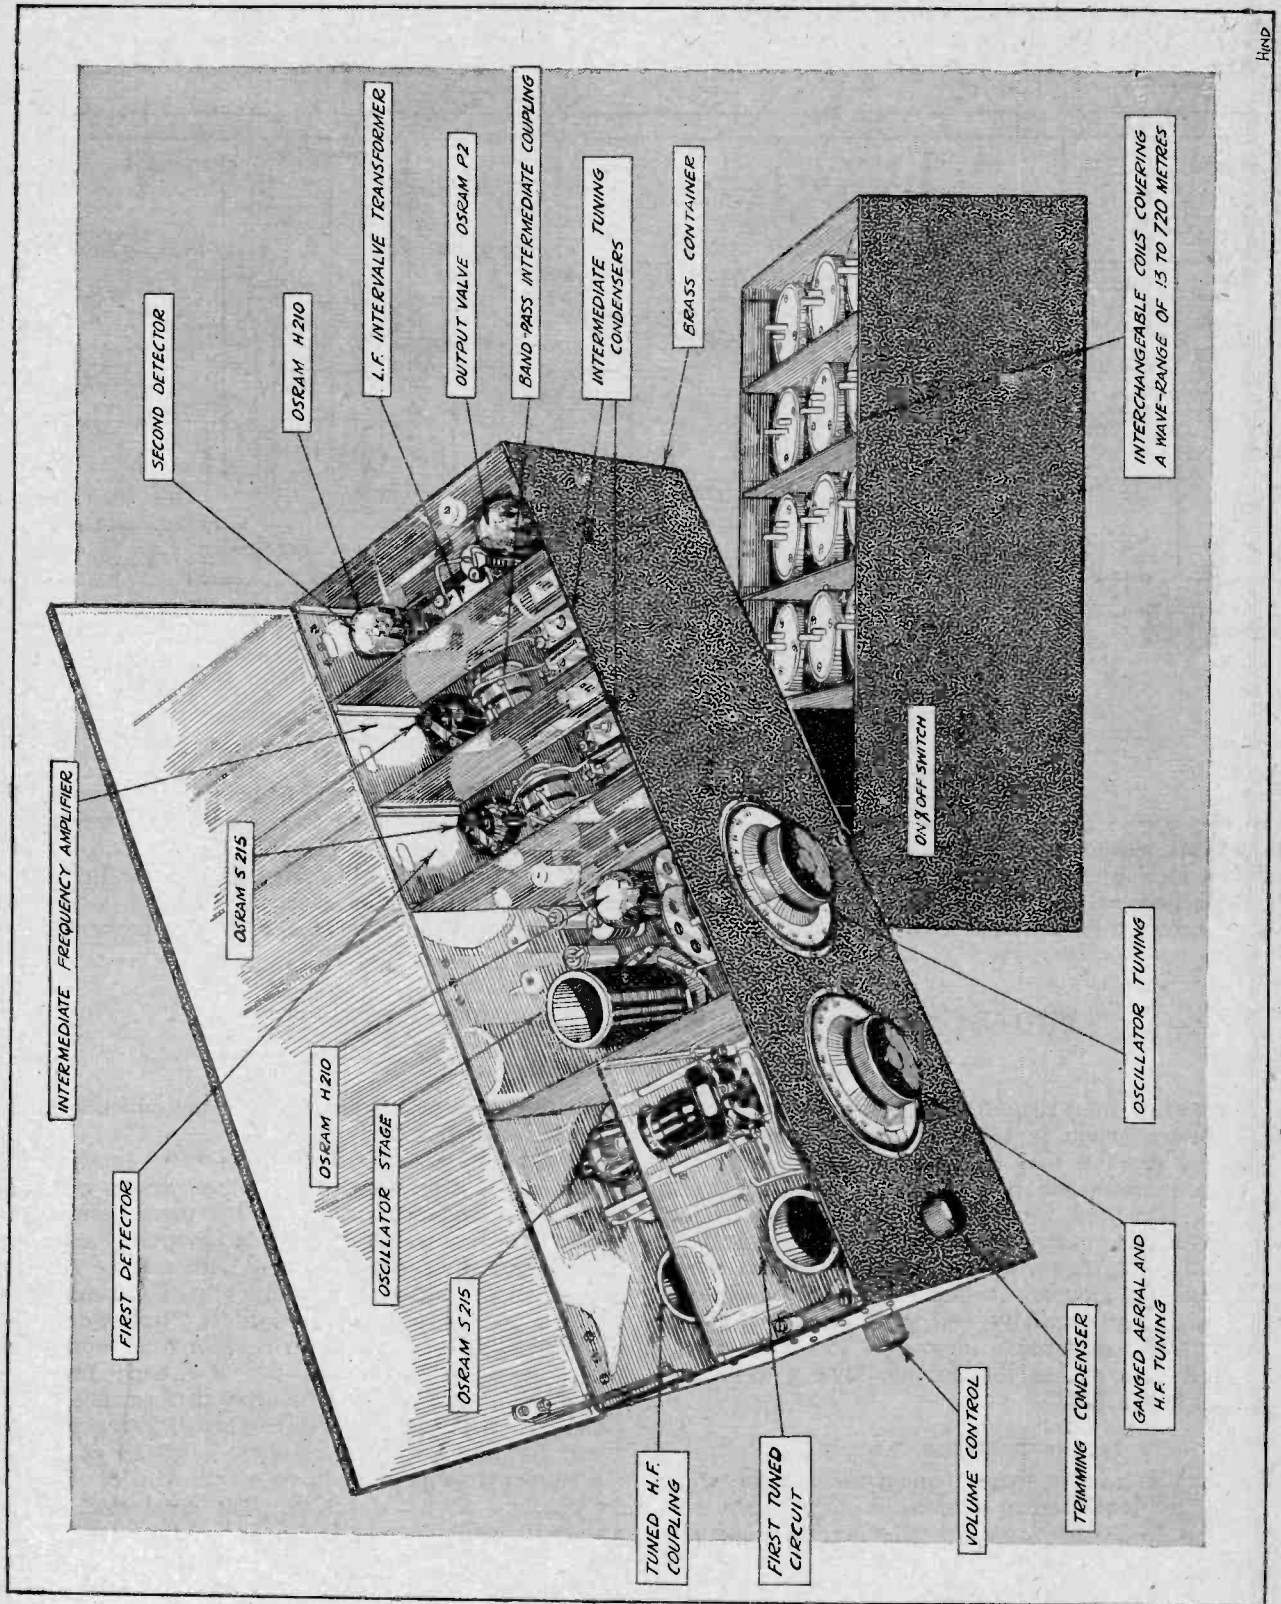 INTERMEDIATE FREQUENCY AMPLIFIER
SECOND DETECTOR
OSRAM H210
L.F. INTERVALVE TRANSFORMER
OUTPUT VALVE OSRAM P2
BAND-PASS INTERMEDIATE COUPLING
INTERMEDIATE TUNING
CONDENSERS
BRASS CONTAINER
INTERCHANGEABLE COILS COVERING
A WAVE-RANGE OF 15 TO 720 METRES
OSRAM S215
FIRST DETECTOR
OSRAM H210
OSCILLATOR STAGE
OSRAM S215
ON & OFF SWITCH
OSCILLATOR TUNING
TUNED H.F.
COUPLING
FIRST TUNED
CIRCUIT
VOLUME CONTROL
TRIMMING CONDENSER
GANGED AERIAL AND
H.F. TUNING
HIND